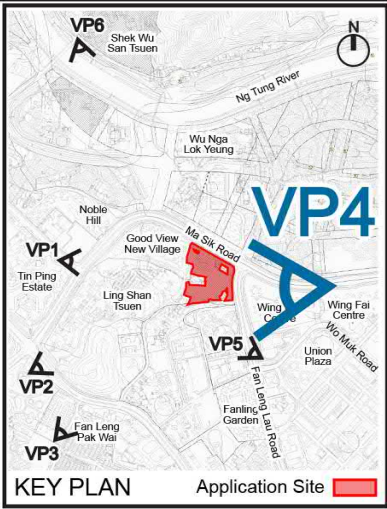 VP6
Shek Wu
San Tsuen
N
Ng Tung River
Wu Nga
Lok Yeung
VP4
Noble
Hill
Good View
New Village
Ma Sik Road
VP1
Tin Ping
Estate
Ling Shan
Tsuen
Wing
Wing Fai
Centre
Wo Muk Road
VP5
Union
Plaza
VP2
Fan Leng Lau Road
Fanling
Garden
Fan Leng
Pak Wai
VP3
KEY PLAN
Application Site